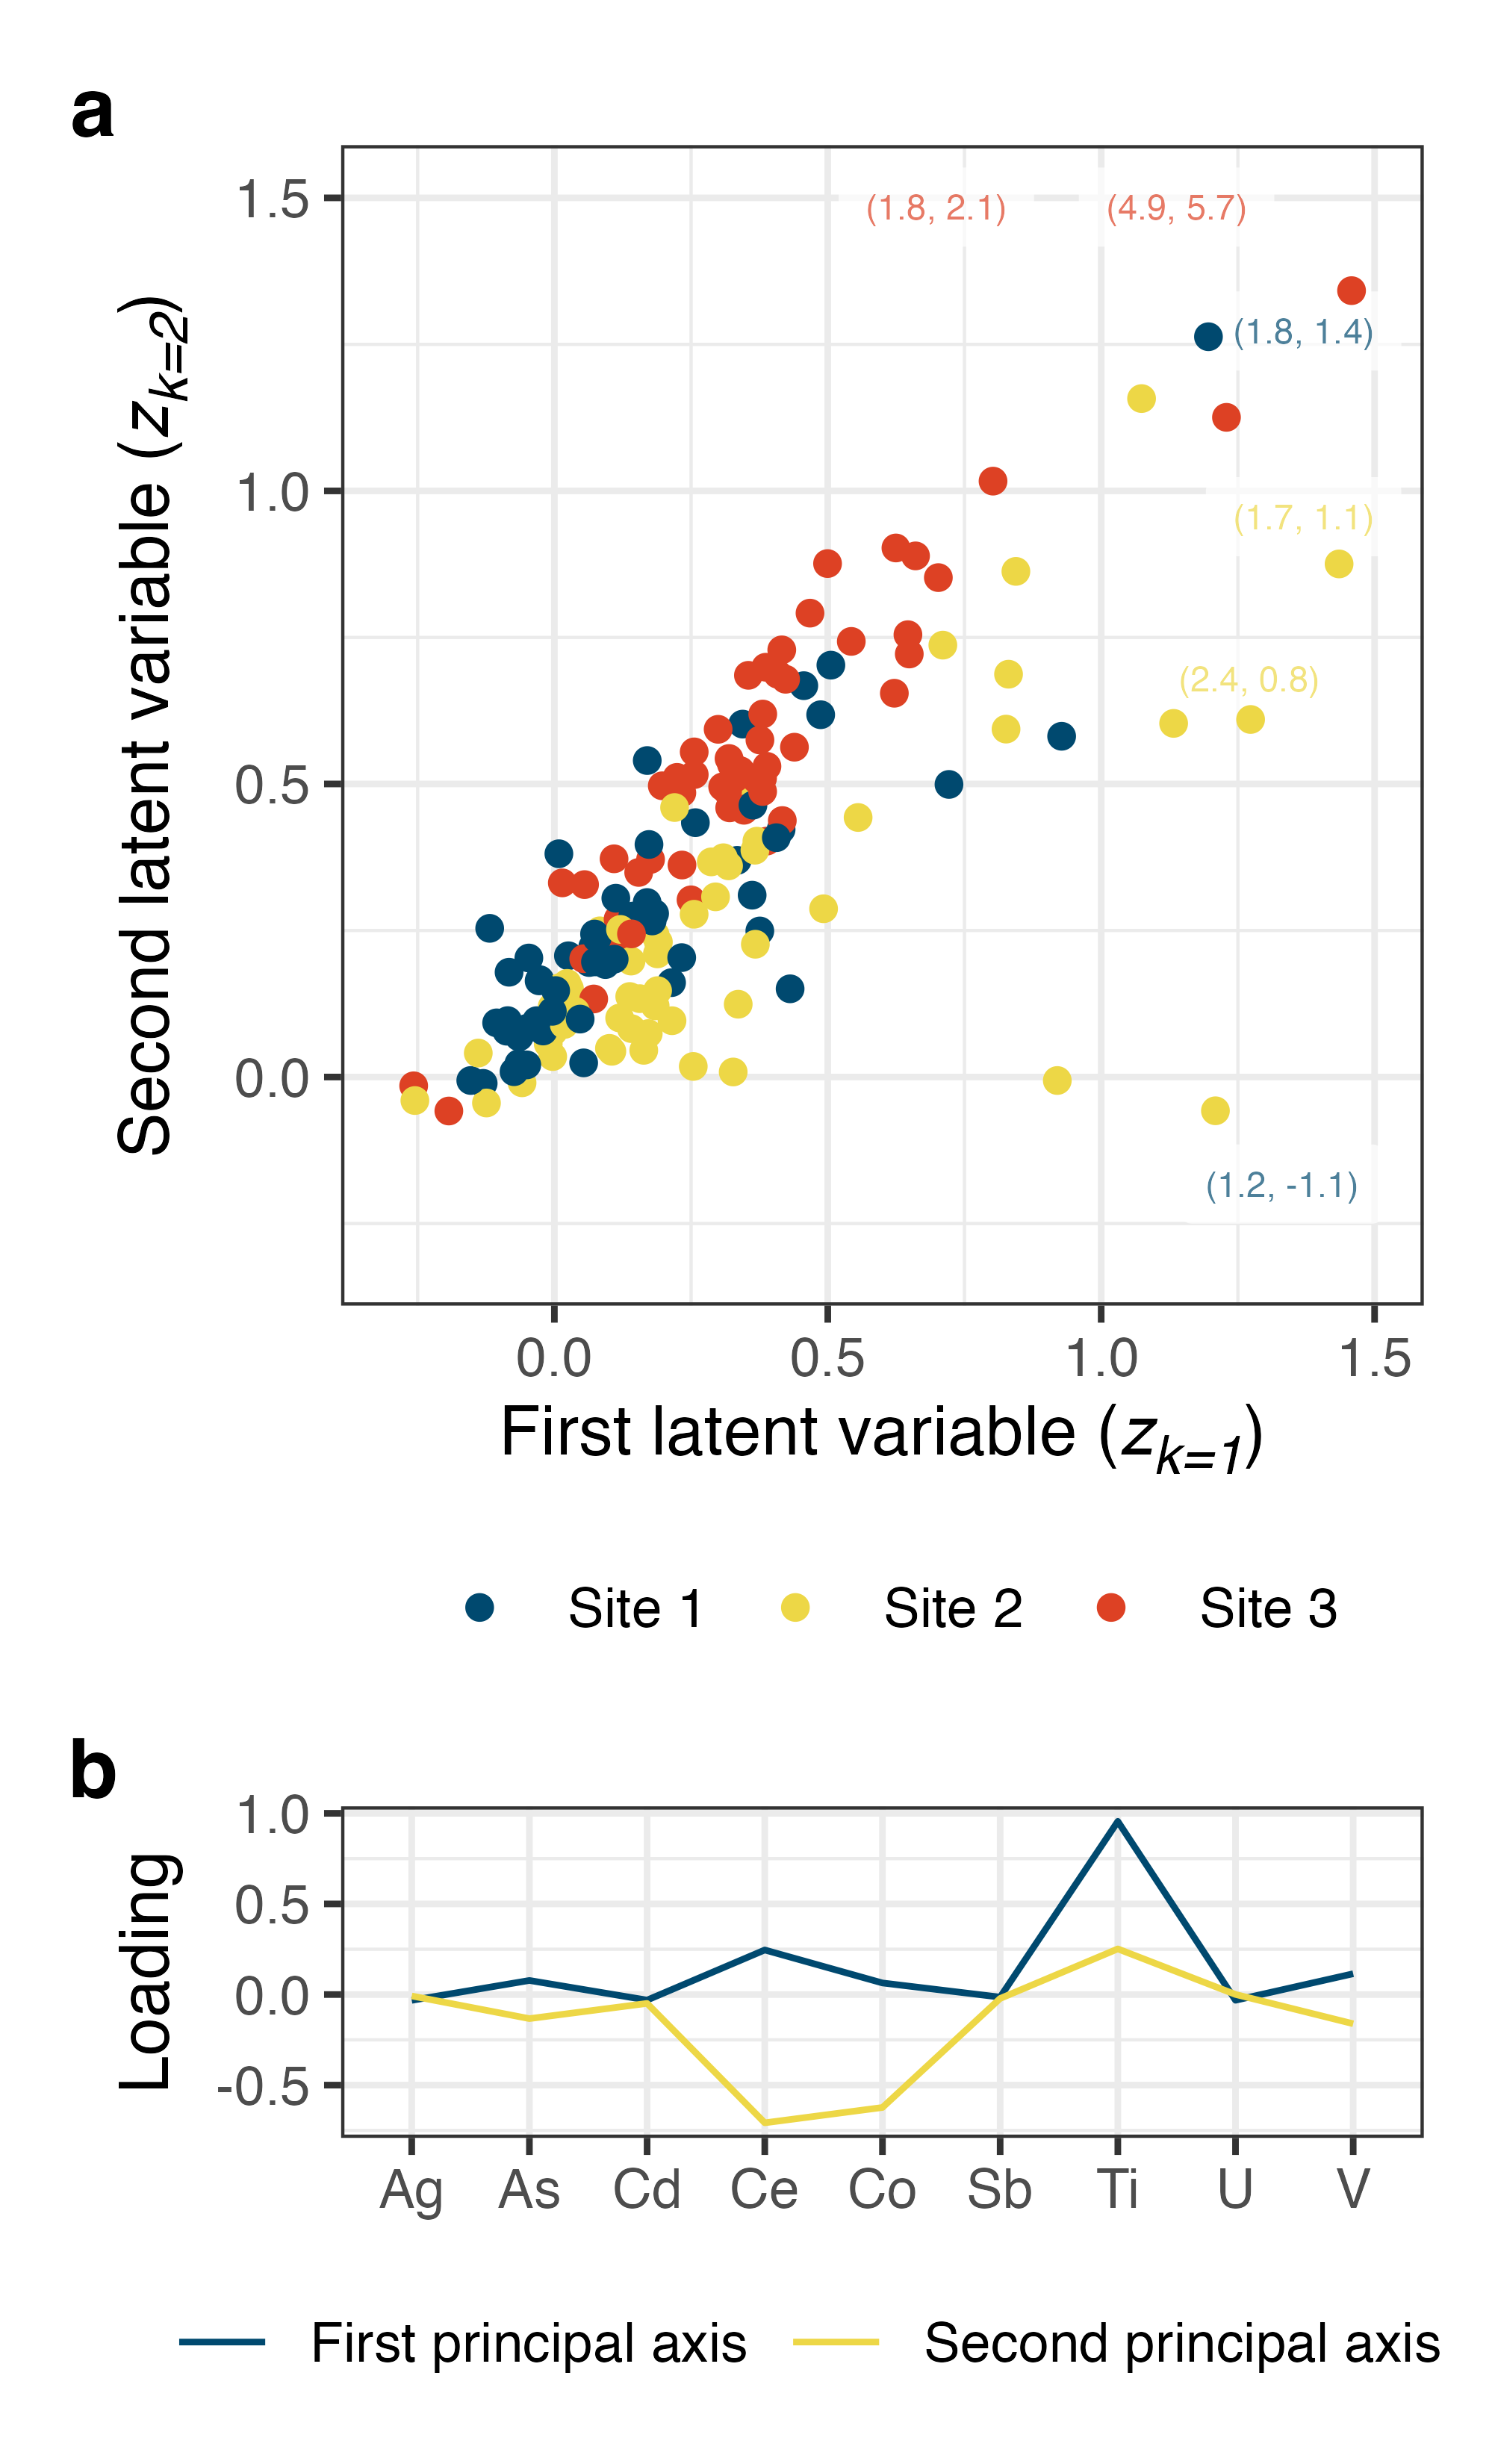 a
1.5
(1.8, 2.1) (4.9, 5.7)
(1.8, 1.4)
1.0
(1.7, 1.1)
(2.4, 0.8)
0.5
0.0
(1.2, -1.1)
Second latent variable (z_{k=2})
0.0 0.5 1.0 1.5
First latent variable (z_{k=1})
Site 1 Site 2 Site 3
b
1.0
0.5
0.0
-0.5
Loading
Ag As Cd Ce Co Sb Ti U V
First principal axis Second principal axis